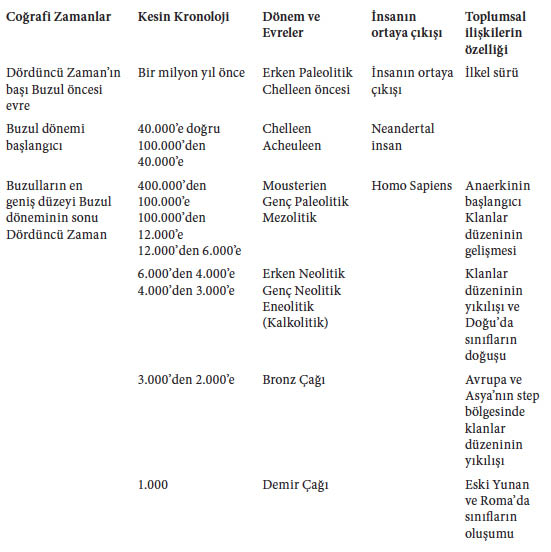 Coğrafi Zamanlar
Kesin Kronoloji
Dönem ve
Evreler
İnsanın
ortaya çıkışı
Toplumsal
ilişkilerin
özelliği
Dördüncü Zaman’ın
başı Buzul öncesi
evre
Bir milyon yıl önce
Erken Paleolitik
Chelleen öncesi
İnsanın ortaya
çıkışı
İlkel sürü
Buzul dönemi
başlangıcı
40.000’e doğru
100.000’den
40.000’e
Chelleen
Acheuleen
Neandertal
insan
Buzulların en
geniş düzeyi Buzul
döneminin sonu
Dördüncü Zaman
400.000’den
100.000’e
100.000’den
12.000’e
12.000’den 6.000’e
Mousterien
Genç Paleolitik
Mezolitik
Homo Sapiens
Anaerkinin
başlangıcı
Klanlar
düzeninin
gelişmesi
6.000’den 4.000’e
4.000’den 3.000’e
Erken Neolitik
Genç Neolitik
Eneolitik
(Kalkolitik)
Klanlar
düzeninin
yıkılışı ve
Doğu’da
sınıfların
doğuşu
3.000’den 2.000’e
Bronz Çağı
Avrupa ve
Asya’nın step
bölgesinde
klanlar
düzeninin
yıkılışı
1.000
Demir Çağı
Eski Yunan
ve Roma’da
sınıfların
oluşumu